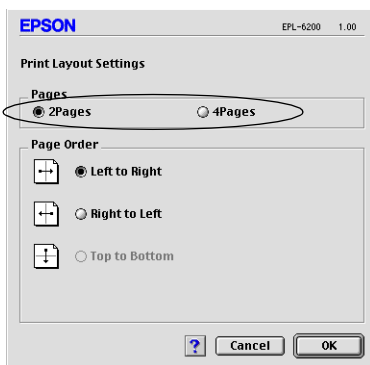 EPSON EPL-6200 1.00
Print Layout Settings
Pages
2Pages 4Pages
Page Order
Left to Right
Right to Left
Top to Bottom
? Cancel OK